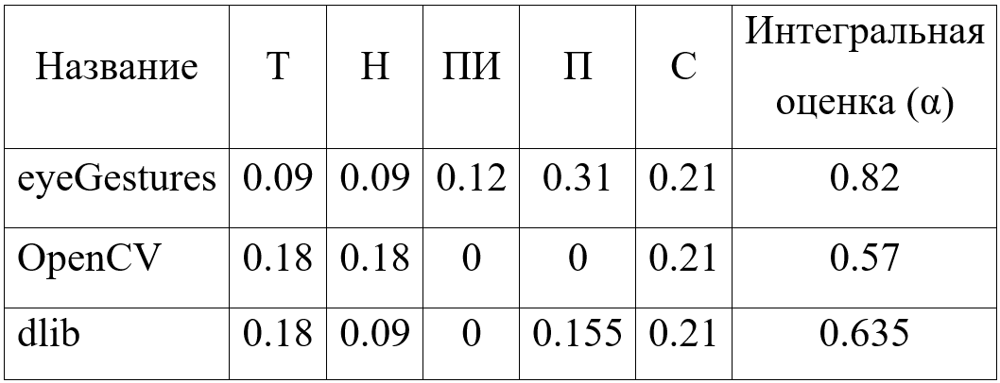 Название Т Н ПИ П С Интегральная
оценка (α)
eyeGestures 0.09 0.09 0.12 0.31 0.21 0.82
OpenCV 0.18 0.18 0 0 0.21 0.57
dlib 0.18 0.09 0 0.155 0.21 0.635